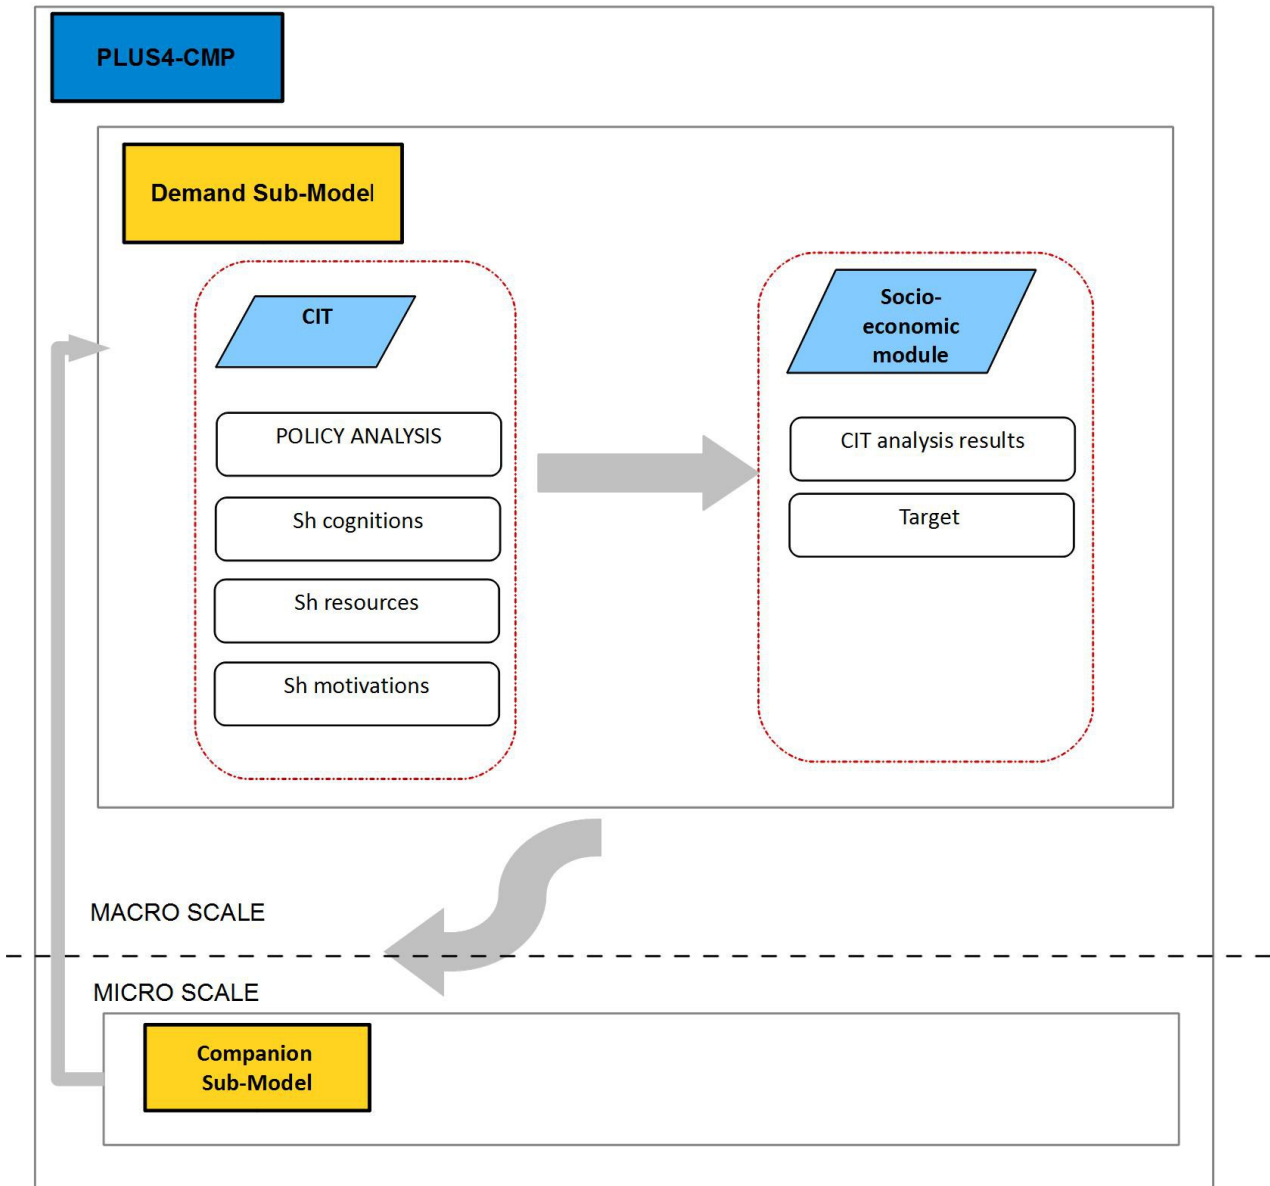 PLUS4-CMP
Demand Sub-Model
CIT
POLICY ANALYSIS
Sh cognitions
Sh resources
Sh motivations
Socio-
economic
module
CIT analysis results
Target
MACRO SCALE
MICRO SCALE
Companion
Sub-Model